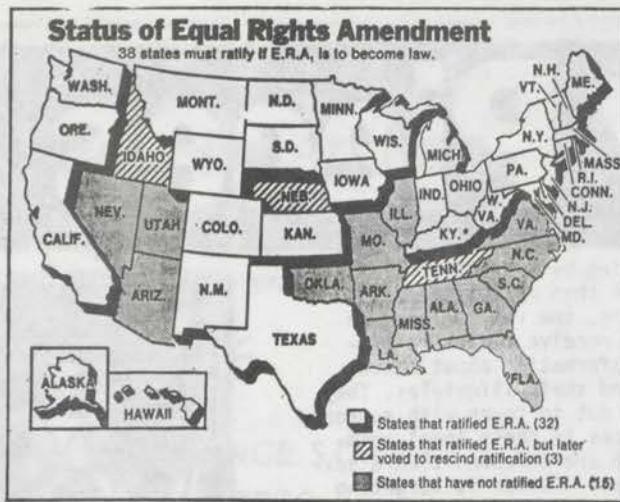 Status of Equal Rights Amendment
38 states must ratify if E.R.A, is to become law.
WASH.
MONT.
N.D.
MINN.
N.H.
VT.
ME.
ORE.
IDAHO
WYO.
S.D.
WIS.
MICH
N.Y.
MASS
R.I.
CONN.
N.J.
DEL.
MD.
NEV.
UTAH
COLO.
NEB.
IOWA
ILL.
IND.
OHIO
PA.
W.
VA.
VA.
CALIF.
KAN.
MO.
KY.*
N.C.
ARIZ.
N.M.
OKLA.
ARK.
TENN.
S.C.
TEXAS
LA.
MISS.
ALA.
GA.
FLA.
ALASKA
HAWAII
States that ratified E.R.A. (32)
States that ratified E.R.A. but later
voted to rescind ratification (3)
States that have not ratified E.R.A. (15)